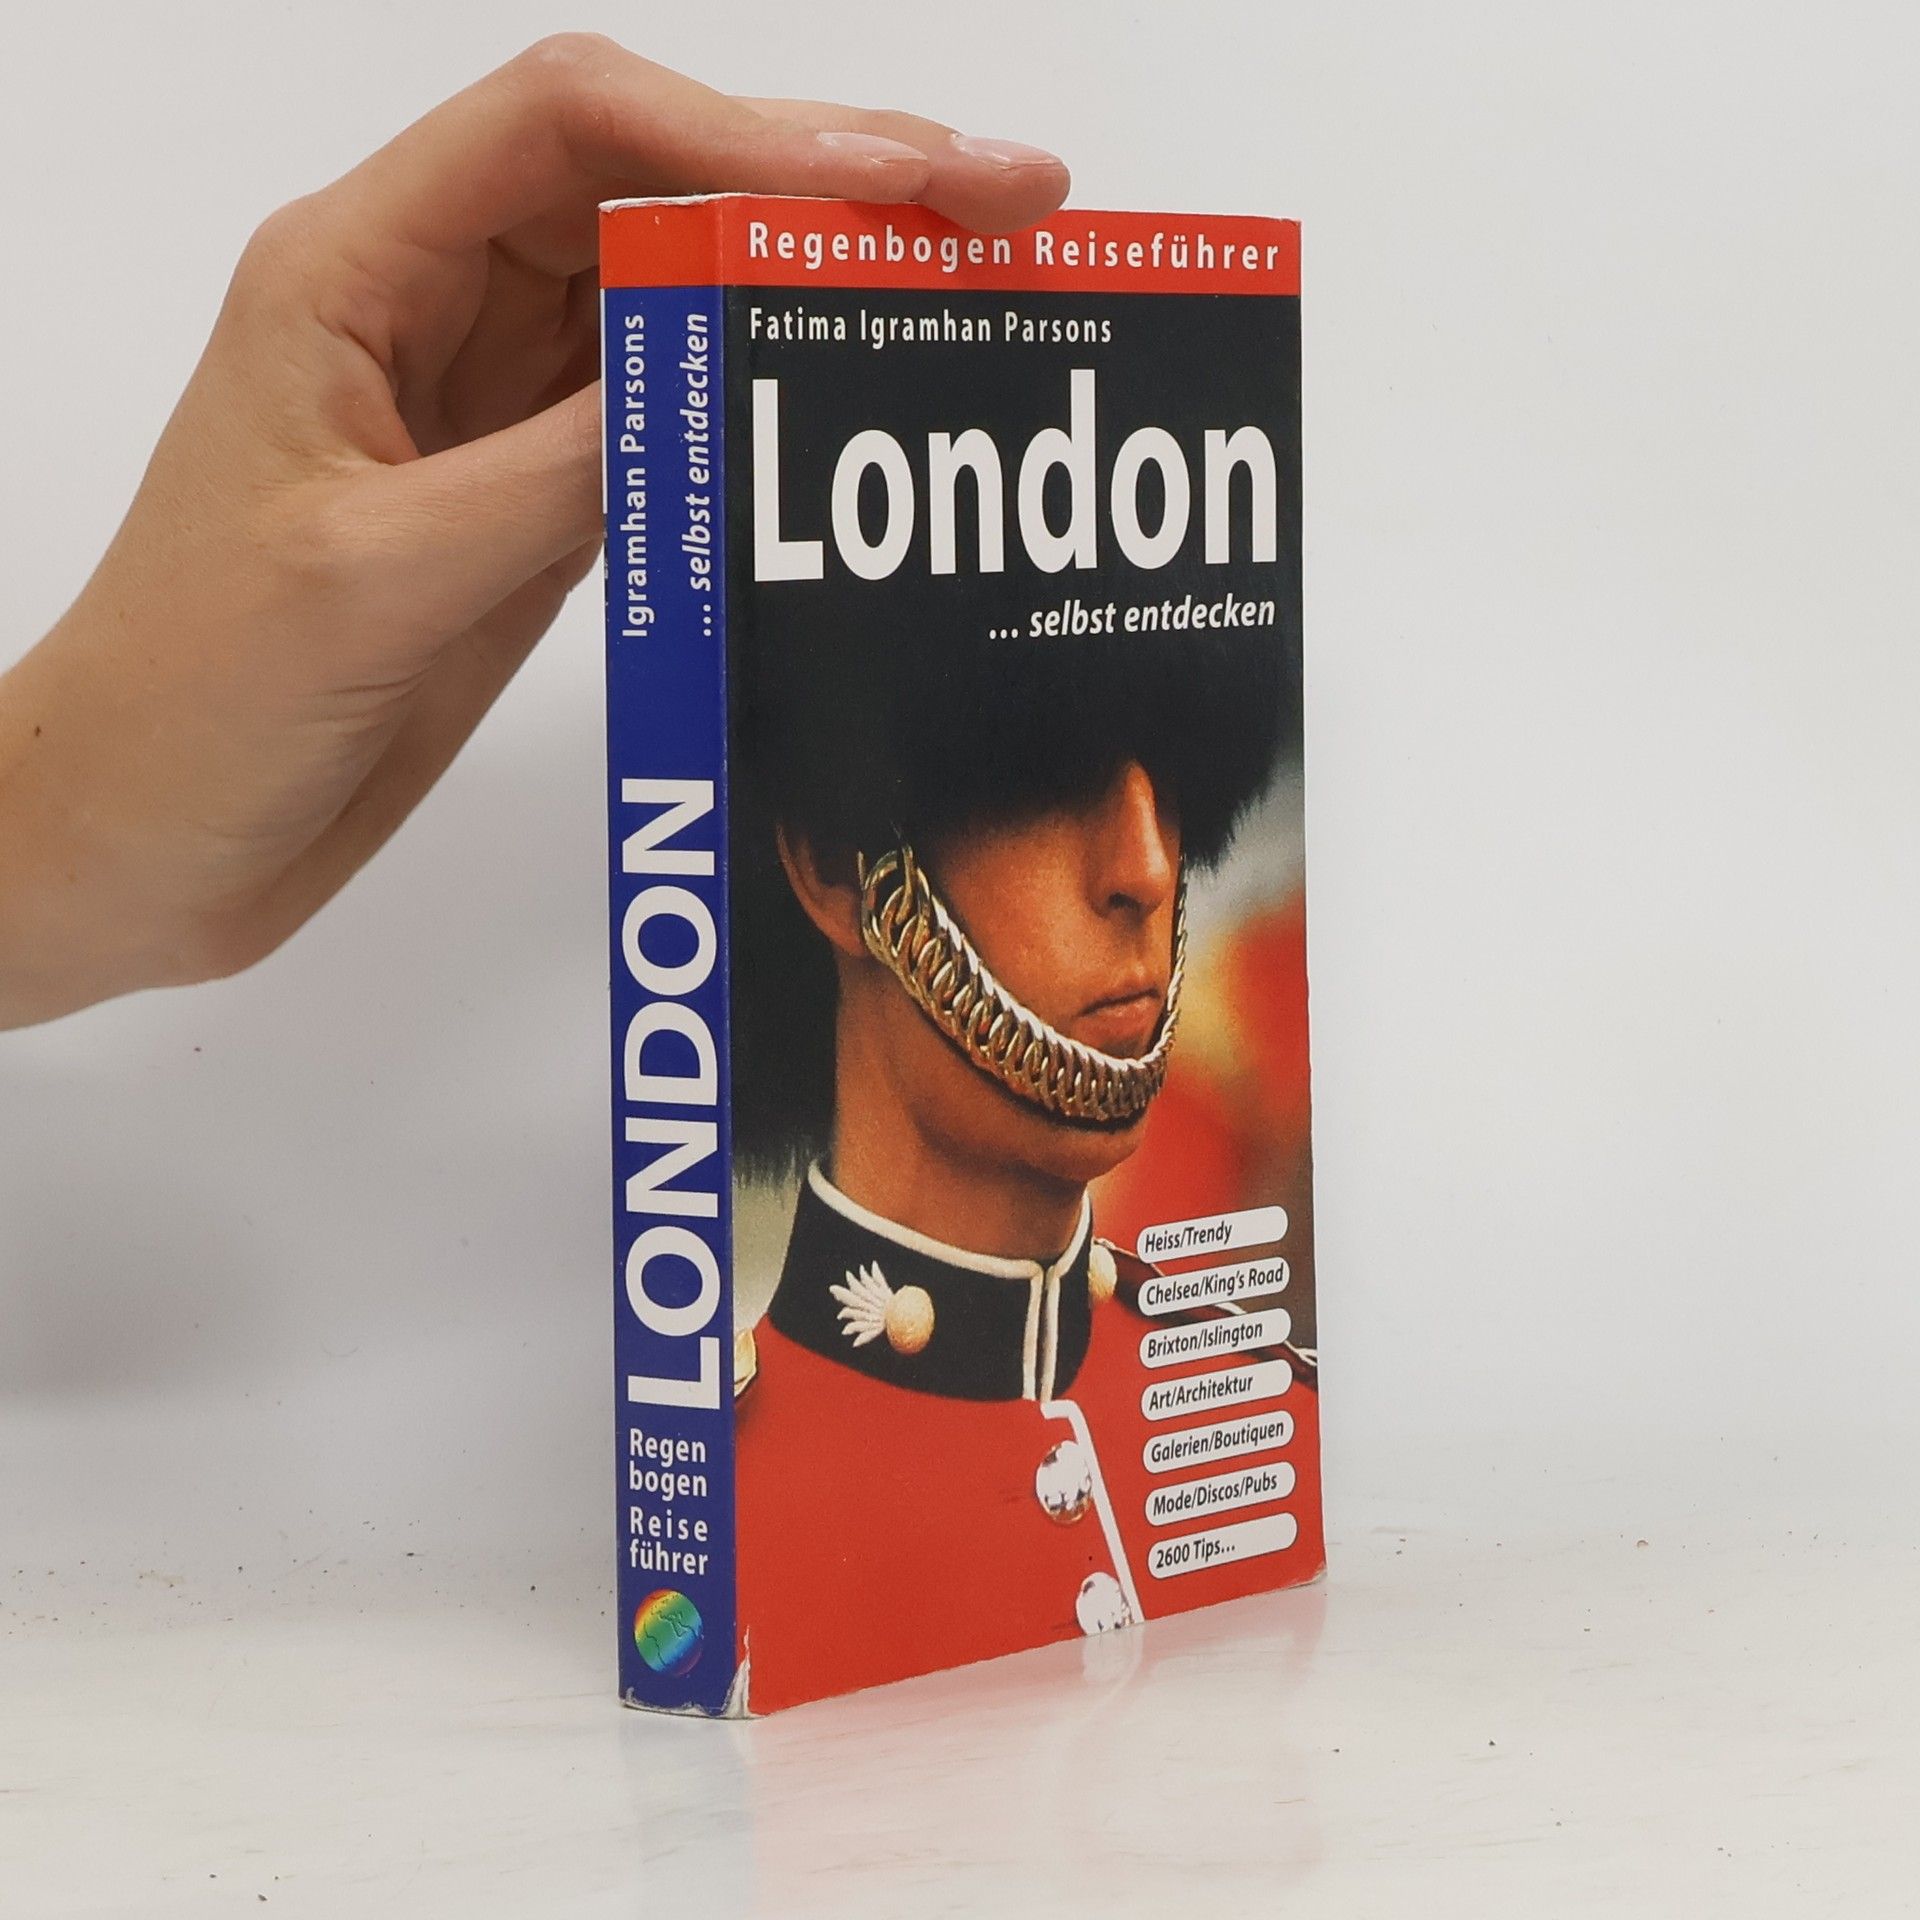 Regenbogen Reiseführer
Fatima Igramhan Parsons
London
... selbst entdecken
Heiss/Trendy
Chelsea/King's Road
Brixton/Islington
Art/Architektur
Galerien/Boutiquen
Mode/Discos/Pubs
2600 Tips...
Igramhan Parsons
... selbst entdecken
LONDON
Regen
bogen
Reise
führer